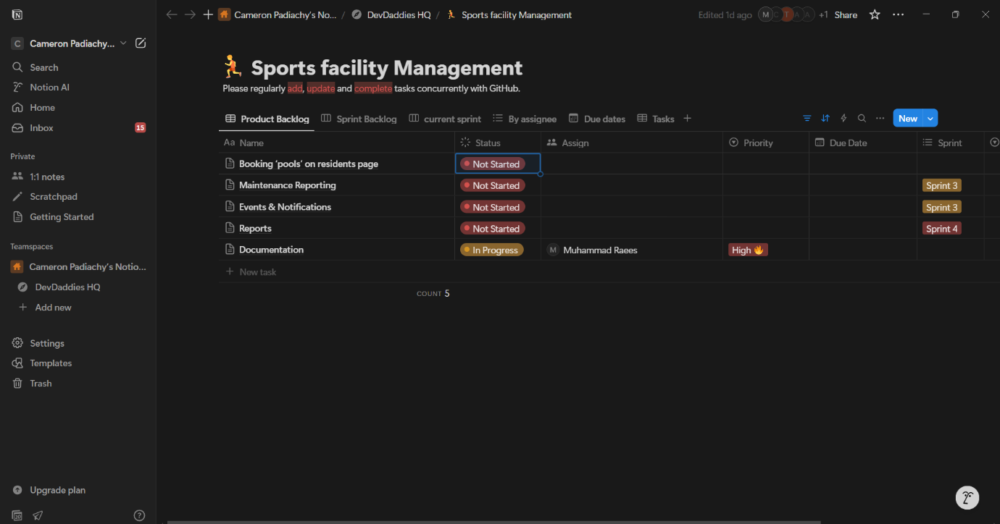 Cameron Padiachy's No... / DevDaddies HQ / Sports facility Management
Edited 1d ago M C T A A +1 Share
C Cameron Padiachy...
Search
Notion AI
Home
Inbox 15
Private
1:1 notes
Scratchpad
Getting Started
Teamspaces
Cameron Padiachy's Notio...
DevDaddies HQ
Add new
Settings
Templates
Trash
Upgrade plan
20
Sports facility Management
Please regularly add, update and complete tasks concurrently with GitHub.
Product Backlog Sprint Backlog current sprint By assignee Due dates Tasks New
Aa Name Status Assign Priority Due Date Sprint
Booking 'pools' on residents page Not Started
Maintenance Reporting Not Started Sprint 3
Events & Notifications Not Started Sprint 3
Reports Not Started Sprint 4
Documentation In Progress M Muhammad Raees High 🔥
New task
COUNT 5